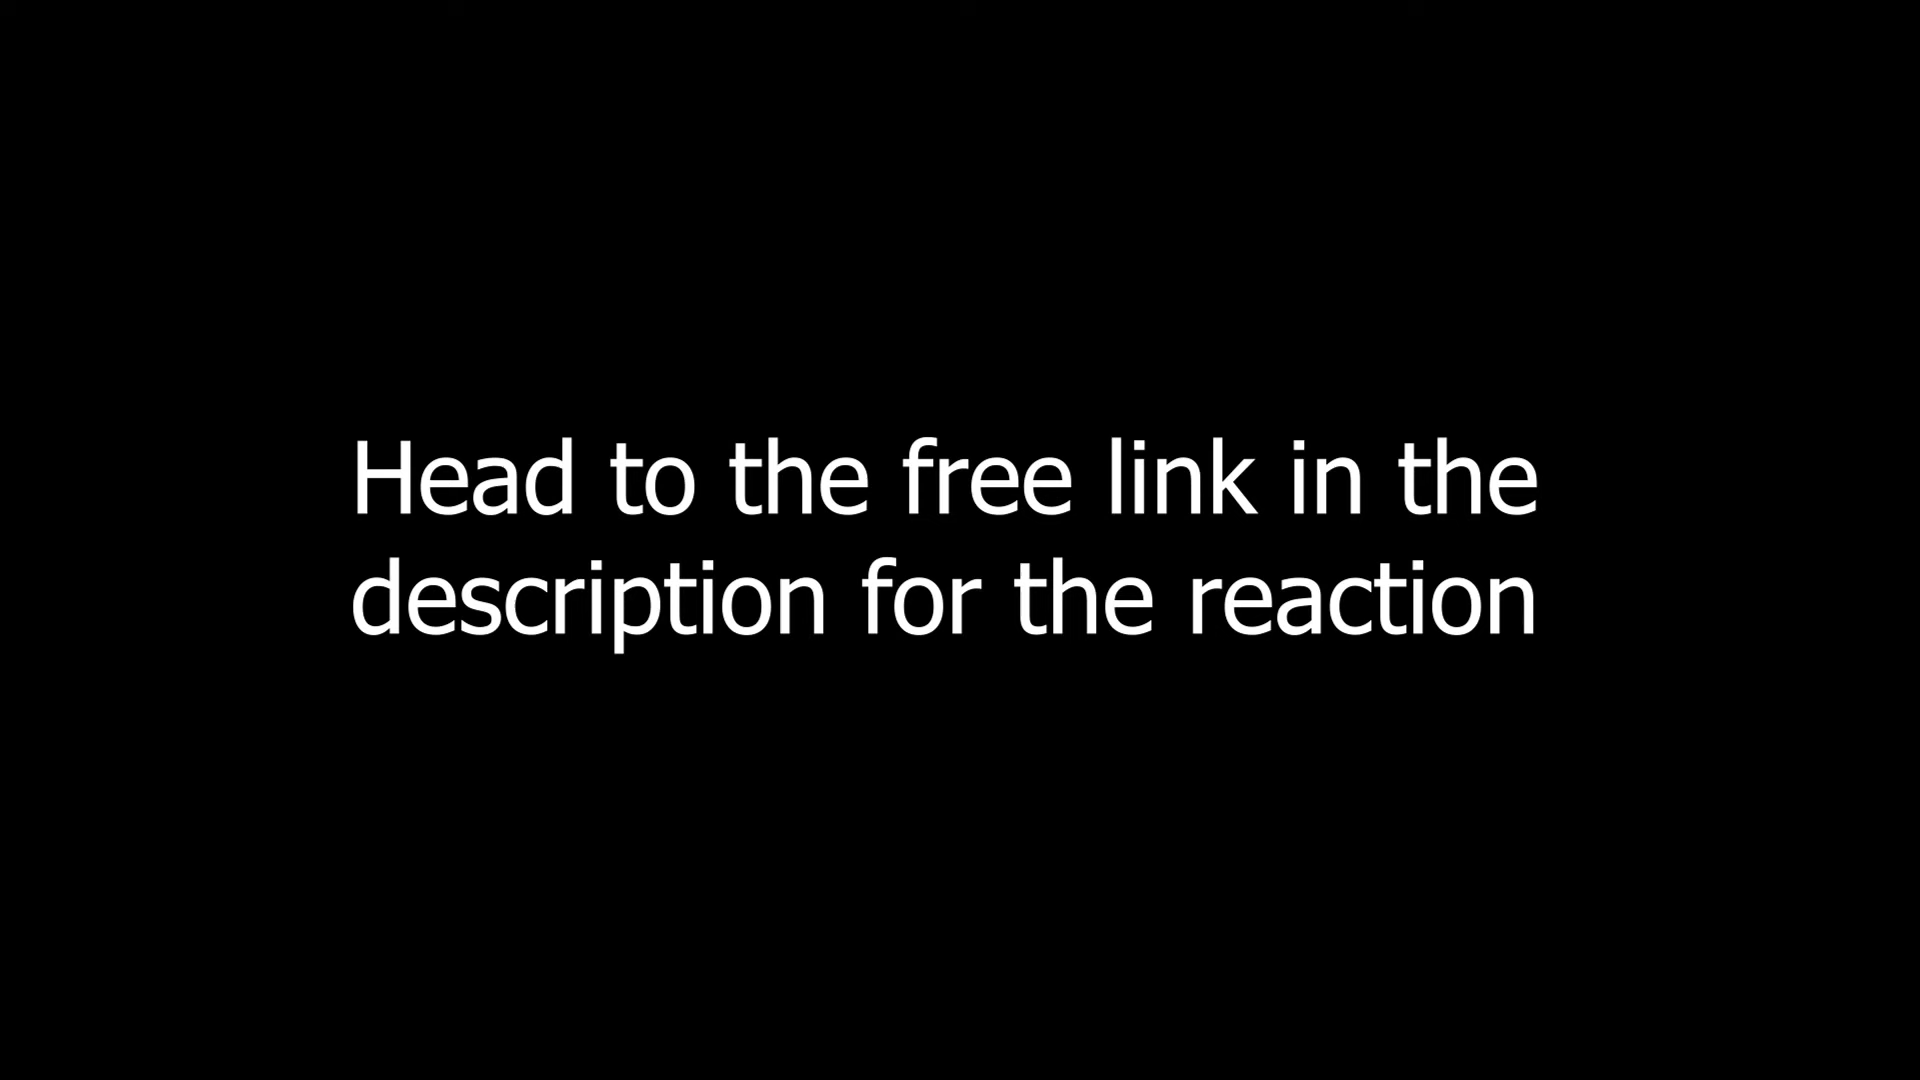 Head to the free link in the
description for the reaction